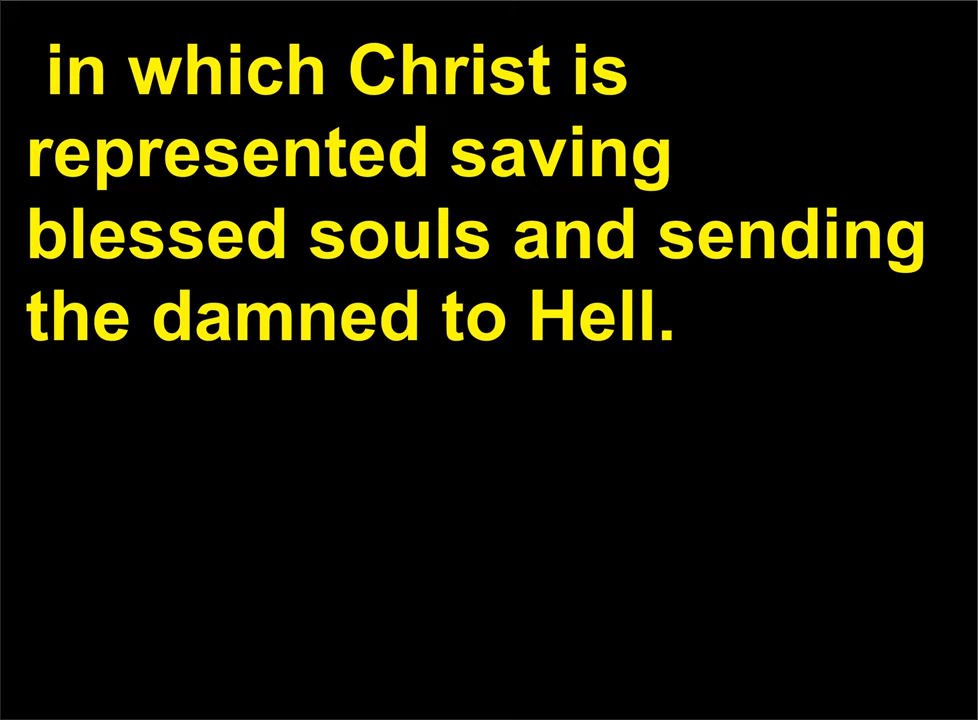 in which Christ is
represented saving
blessed souls and sending
the damned to Hell.